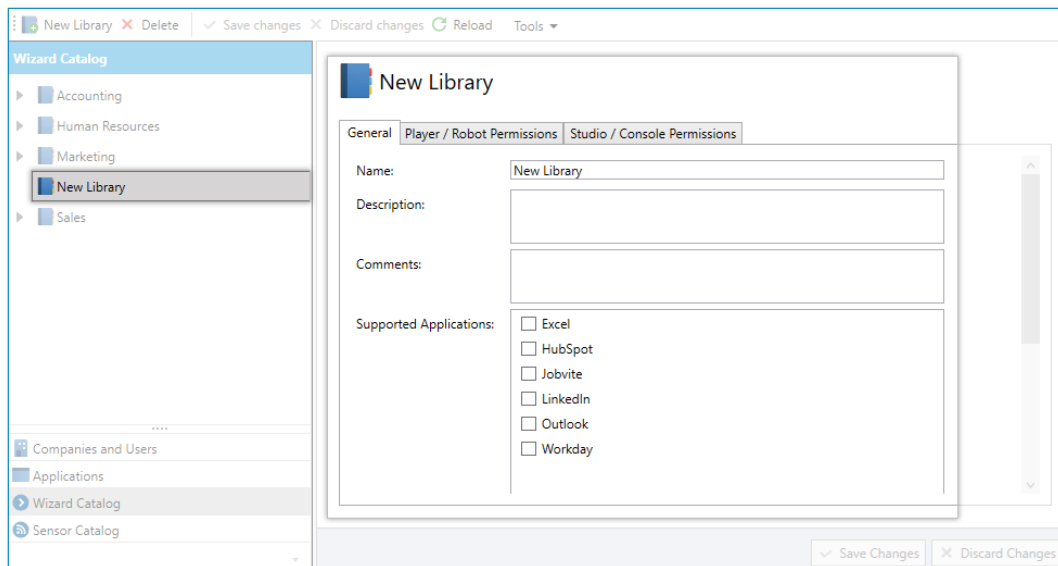 New Library Delete Save changes Discard changes Reload Tools
Wizard Catalog
Accounting
Human Resources
Marketing
New Library
Sales
Companies and Users
Applications
Wizard Catalog
Sensor Catalog
New Library
General Player / Robot Permissions Studio / Console Permissions
Name: New Library
Description:
Comments:
Supported Applications: Excel
HubSpot
Jobvite
LinkedIn
Outlook
Workday
Save Changes Discard Changes